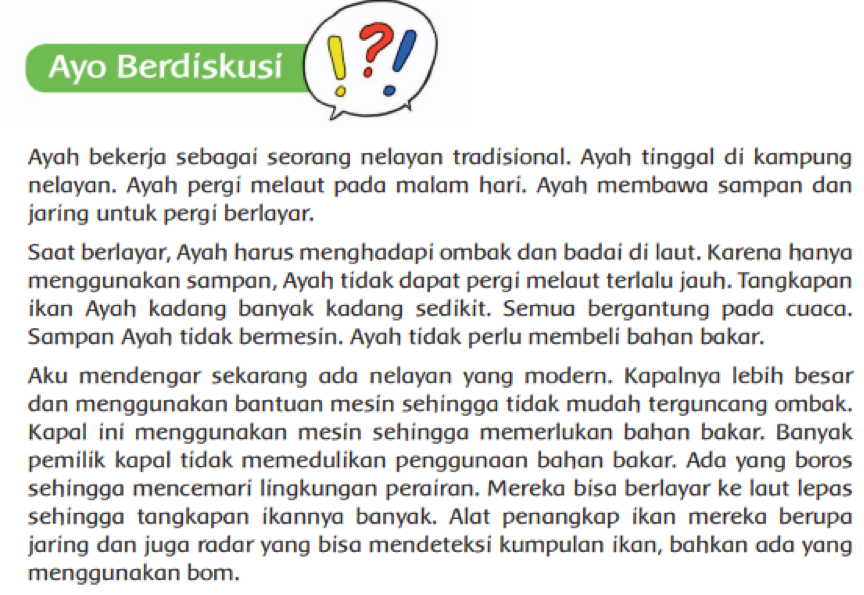 Ayo Berdiskusi
Ayah bekerja sebagai seorang nelayan tradisional. Ayah tinggal di kampung
nelayan. Ayah pergi melaut pada malam hari. Ayah membawa sampan dan
jaring untuk pergi berlayar.
Saat berlayar, Ayah harus menghadapi ombak dan badai di laut. Karena hanya
menggunakan sampan, Ayah tidak dapat pergi melaut terlalu jauh. Tangkapan
ikan Ayah kadang banyak kadang sedikit. Semua bergantung pada cuaca.
Sampan Ayah tidak bermesin. Ayah tidak perlu membeli bahan bakar.
Aku mendengar sekarang ada nelayan yang modern. Kapalnya lebih besar
dan menggunakan bantuan mesin sehingga tidak mudah terguncang ombak.
Kapal ini menggunakan mesin sehingga memerlukan bahan bakar. Banyak
pemilik kapal tidak memedulikan penggunaan bahan bakar. Ada yang boros
sehingga mencemari lingkungan perairan. Mereka bisa berlayar ke laut lepas
sehingga tangkapan ikannya banyak. Alat penangkap ikan mereka berupa
jaring dan juga radar yang bisa mendeteksi kumpulan ikan, bahkan ada yang
menggunakan bom.